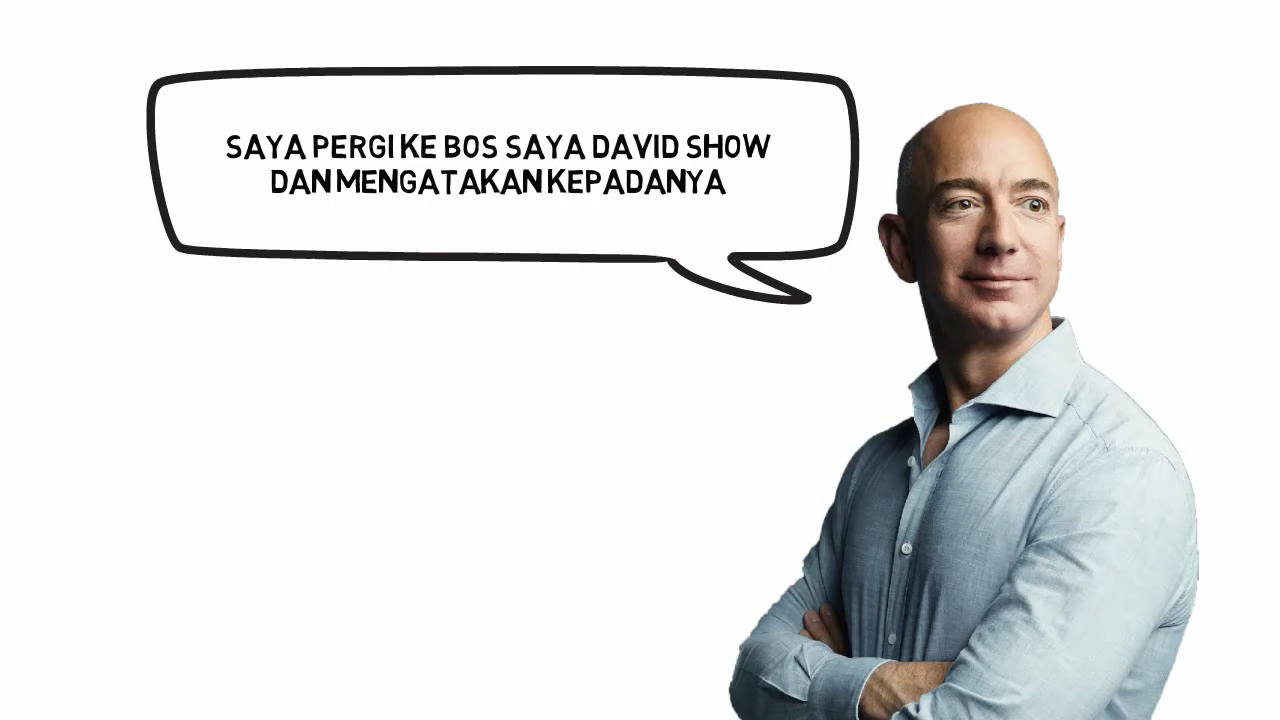 SAYA PERGI KE BOS SAYA DAVID SHOW
DAN MENGATAKAN KEPADANYA